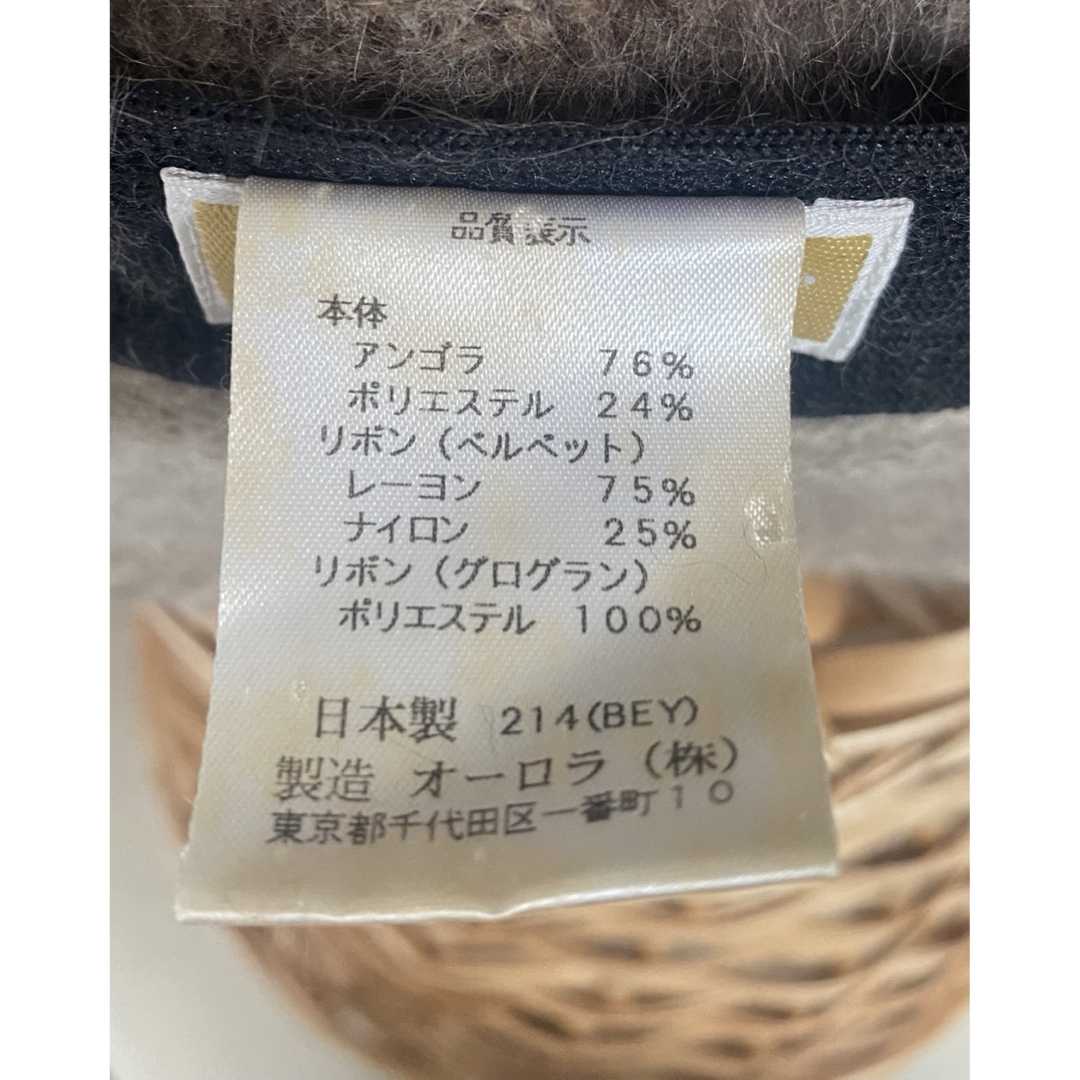 品質表示
本体
アンゴラ 76%
ポリエステル 24%
リボン（ベルベット）
レーヨン 75%
ナイロン 25%
リボン（グログラン）
ポリエステル 100%
日本製 214(BEY)
製造 オーロラ（株）
東京都千代田区一番町10